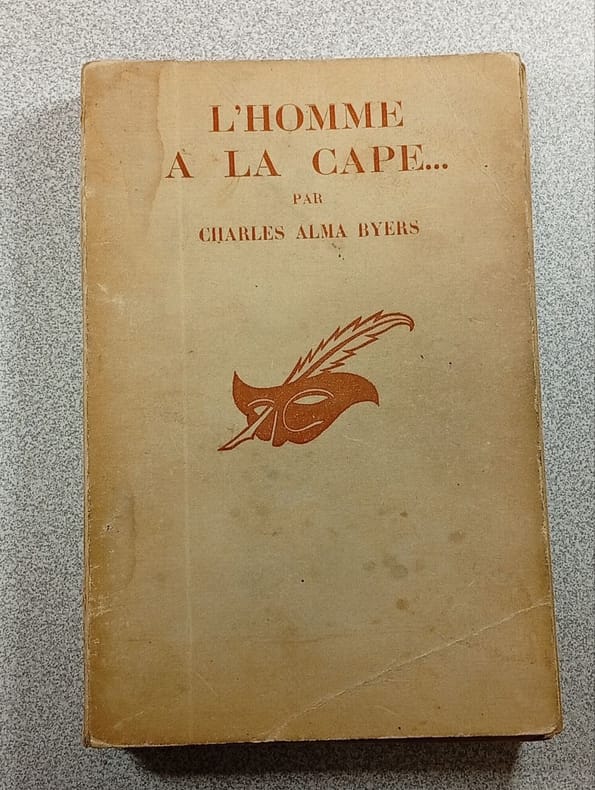 L'HOMME
A LA CAPE...
PAR
CHARLES ALMA BYERS